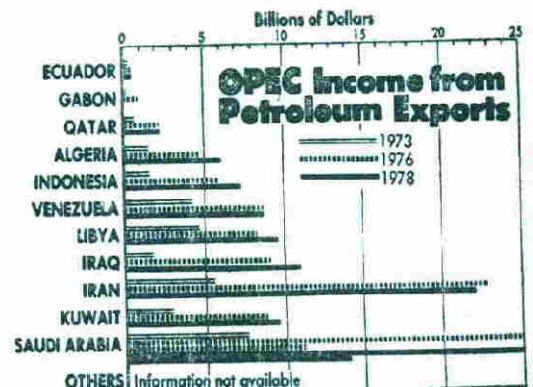 Billions of Dollars
0 5 10 15 20 25
OPEC Income from
Petroleum Exports
1973
1976
1978
ECUADOR
GABON
QATAR
ALGERIA
INDONESIA
VENEZUELA
LIBYA
IRAQ
IRAN
KUWAIT
SAUDI ARABIA
OTHERS Information not available